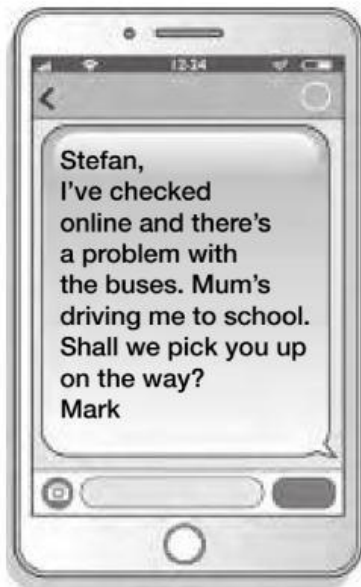 12:24
Stefan,
I've checked
online and there's
a problem with
the buses. Mum's
driving me to school.
Shall we pick you up
on the way?
Mark